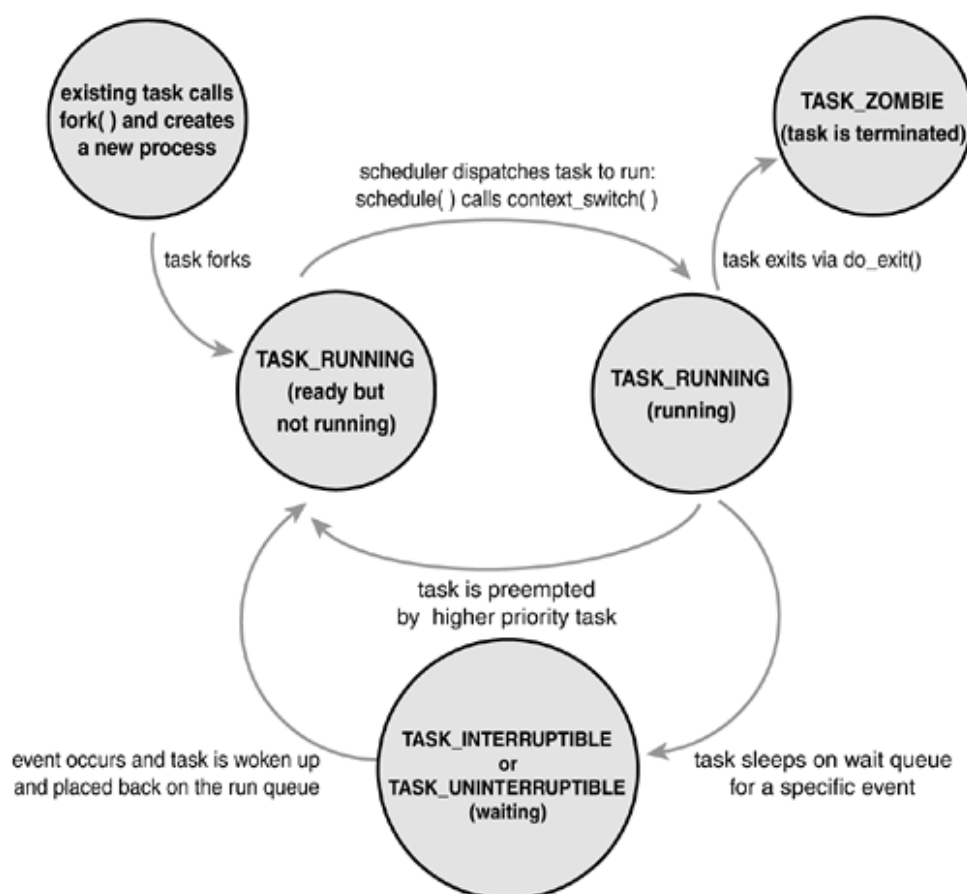 existing task calls
fork( ) and creates
a new process
TASK_ZOMBIE
(task is terminated)
scheduler dispatches task to run:
schedule( ) calls context_switch( )
task forks
task exits via do_exit()
TASK_RUNNING
(ready but
not running)
TASK_RUNNING
(running)
task is preempted
by higher priority task
event occurs and task is woken up
and placed back on the run queue
TASK_INTERRUPTIBLE
or
TASK_UNINTERRUPTIBLE
(waiting)
task sleeps on wait queue
for a specific event